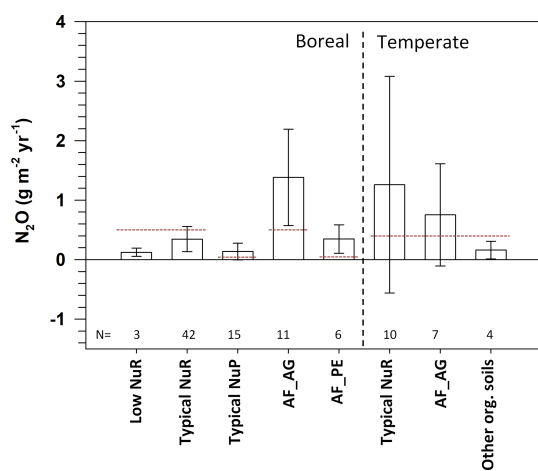 4
Boreal Temperate
3
2
1
0
-1
N₂O (g m⁻² yr⁻¹)
N= 3 42 15 11 6 10 7 4
Low NuR
Typical NuR
Typical NuP
AF_AG
AF_PE
Typical NuR
AF_AG
Other org. soils